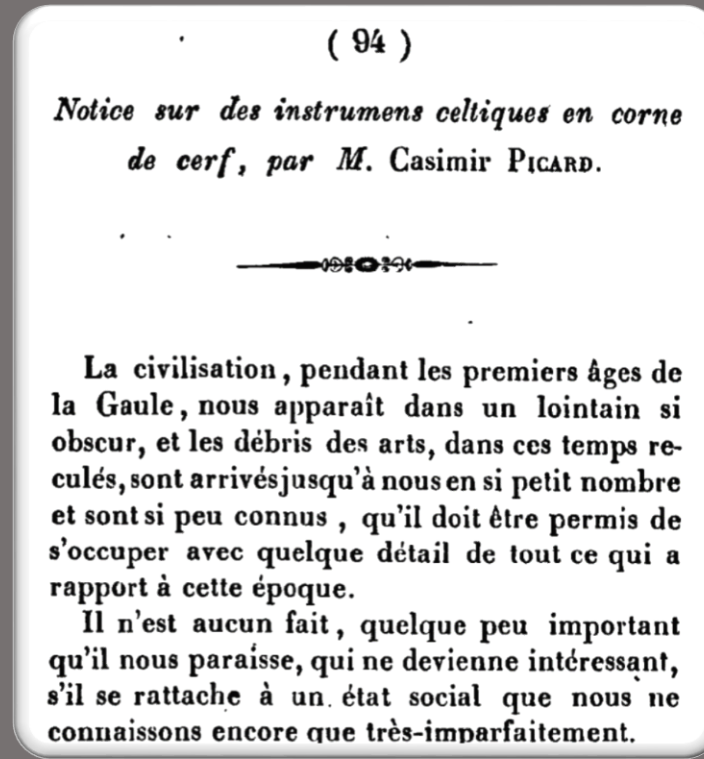 ( 94 )
Notice sur des instrumens celtiques en corne
de cerf, par M. Casimir PICARD.
La civilisation, pendant les premiers âges de
la Gaule, nous apparaît dans un lointain si
obscur, et les débris des arts, dans ces temps re-
culés, sont arrivés jusqu'à nous en si petit nombre
et sont si peu connus , qu'il doit être permis de
s'occuper avec quelque détail de tout ce qui a
rapport à cette époque.
Il n'est aucun fait, quelque peu important
qu'il nous paraisse, qui ne devienne intéressant,
s'il se rattache à un état social que nous ne
connaissons encore que très-imparfaitement.